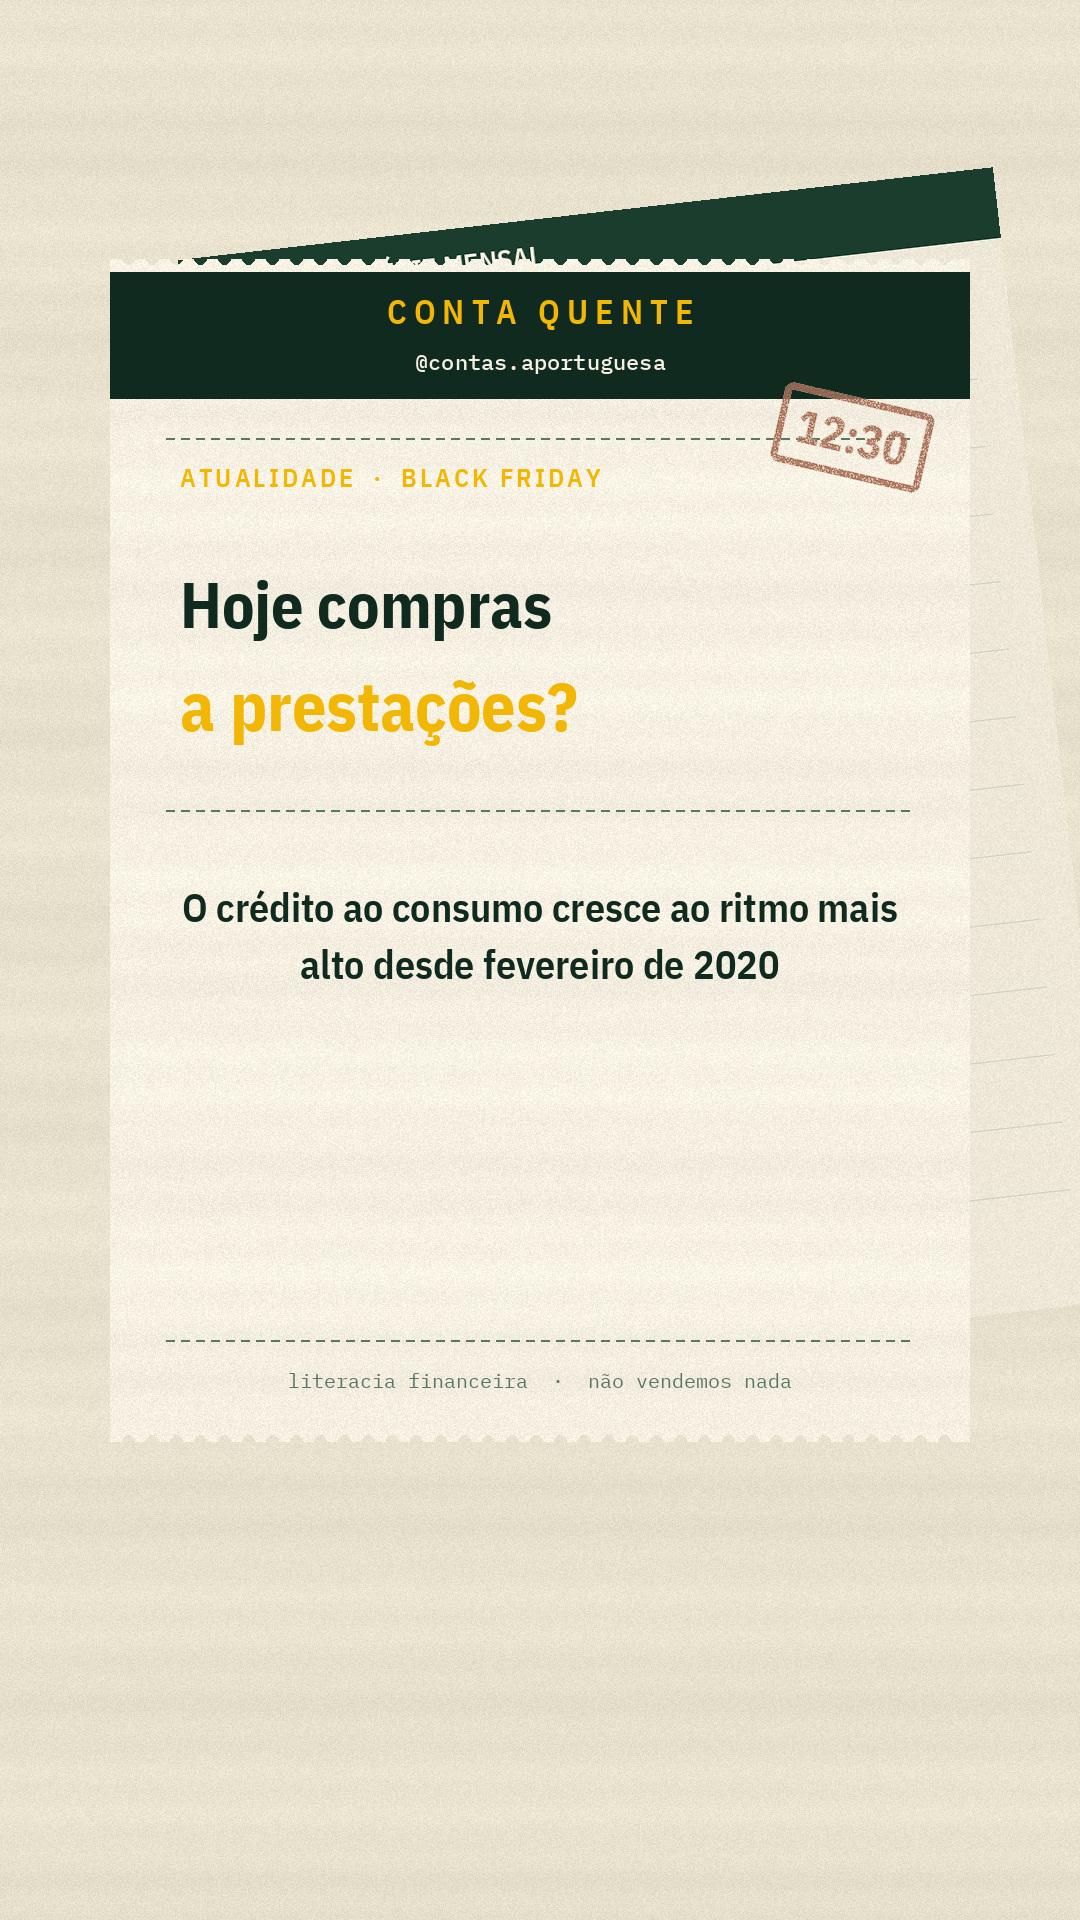 MENSAL
CONTA QUENTE
@contas.aportuguesa
12:30
ATUALIDADE · BLACK FRIDAY
Hoje compras
a prestações?
O crédito ao consumo cresce ao ritmo mais
alto desde fevereiro de 2020
literacia financeira · não vendemos nada